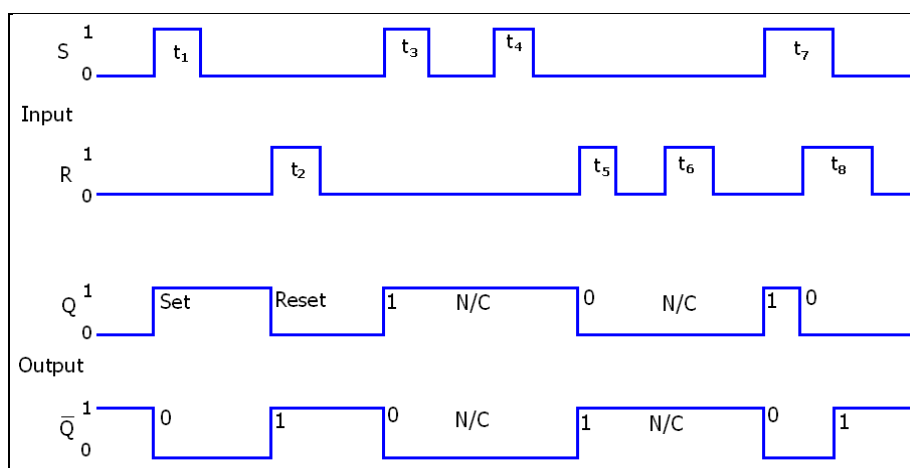 1
S
t1
t3
t4
t7
0
Input
1
R
t2
t5
t6
t8
0
1
Q
Set
Reset
1
N/C
0
N/C
1
0
0
Output
1
Q̅
0
1
0
N/C
1
N/C
0
1
0